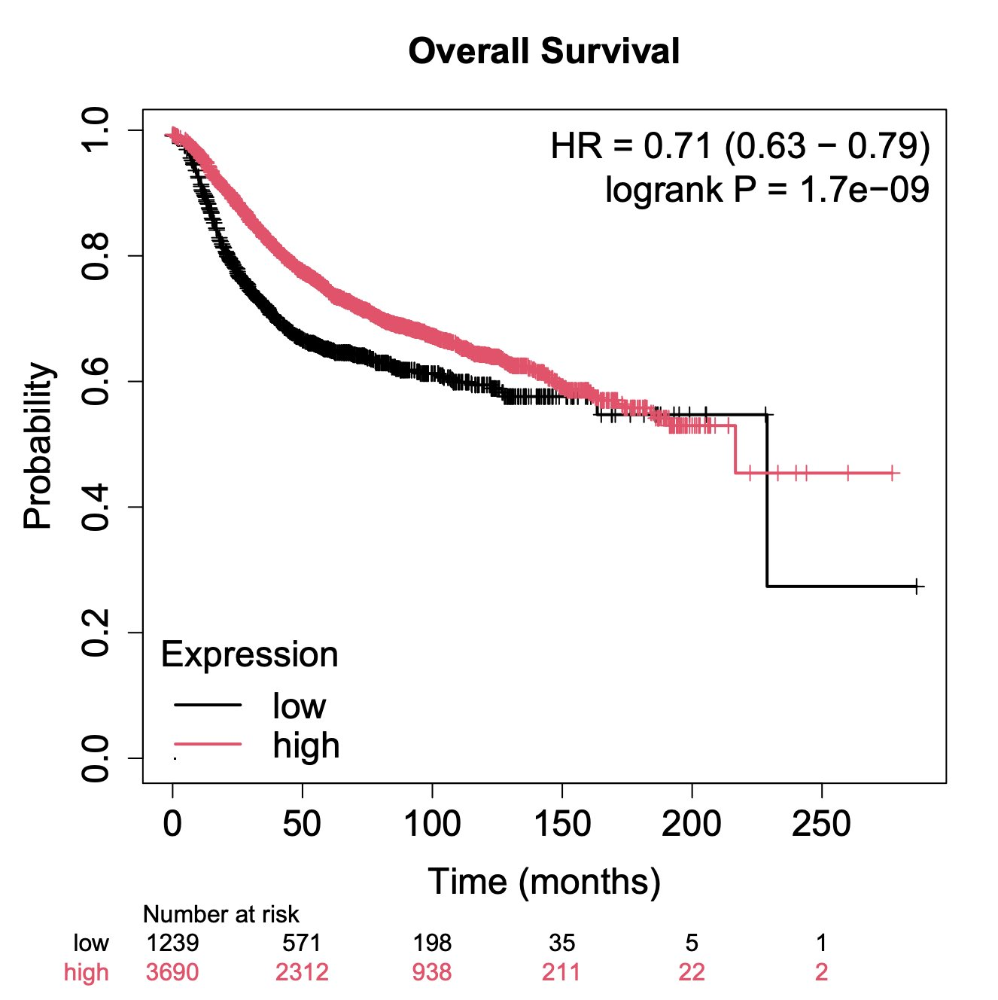 Overall Survival
HR = 0.71 (0.63 − 0.79)
logrank P = 1.7e−09
Probability
1.0
0.8
0.6
0.4
0.2
0.0
Expression
low
high
0 50 100 150 200 250
Time (months)
Number at risk
low 1239 571 198 35 5 1
high 3690 2312 938 211 22 2